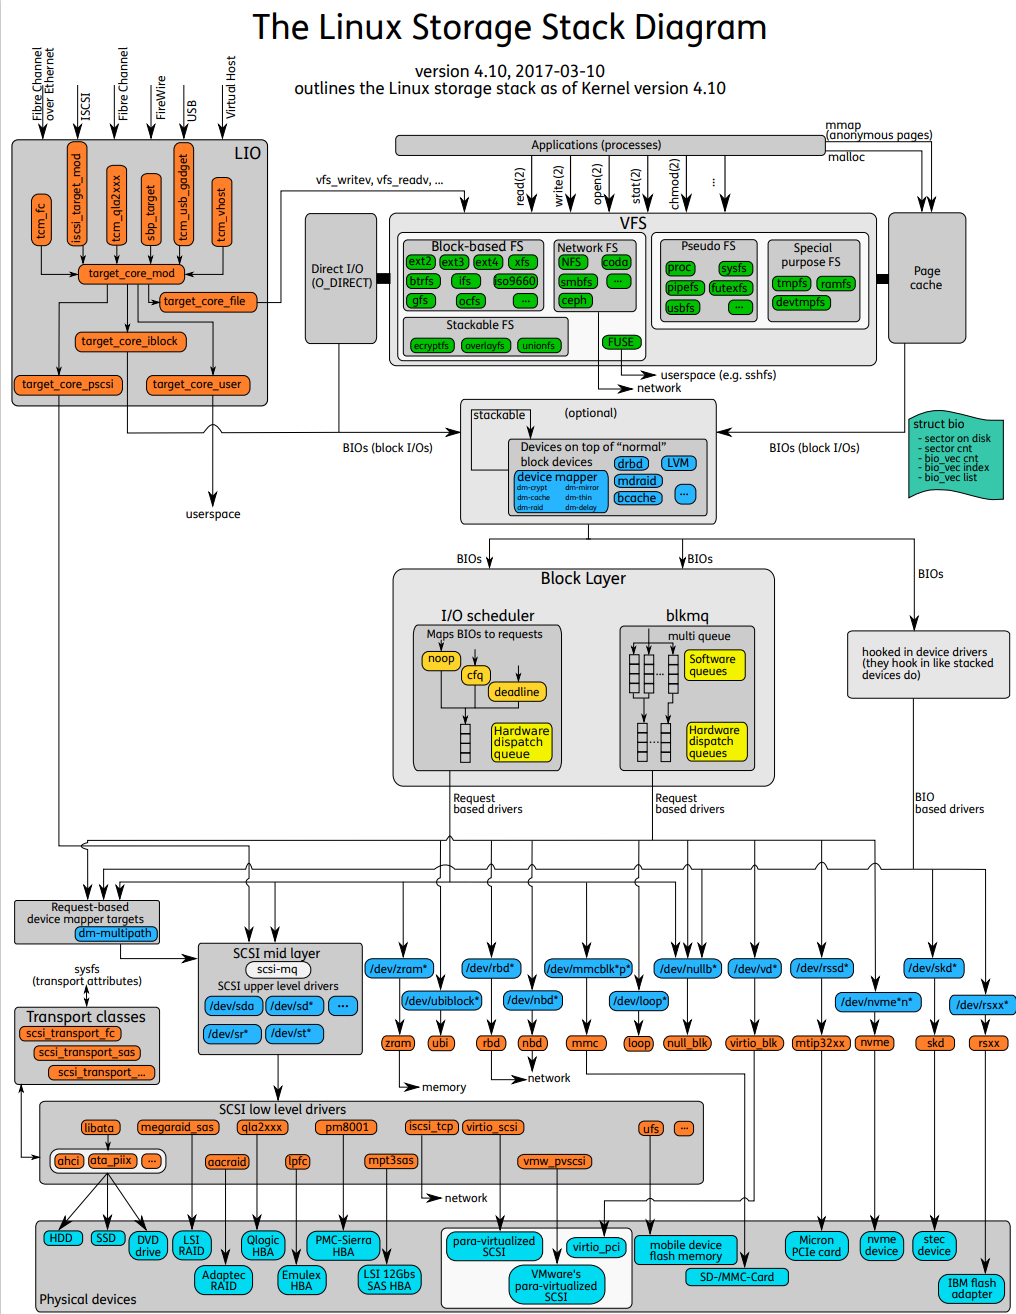 The Linux Storage Stack Diagram
version 4.10, 2017-03-10
outlines the Linux storage stack as of Kernel version 4.10
Fibre Channel
over Ethernet
ISCSI
Fibre Channel
FireWire
USB
Virtual Host
LIO
tcm_fc
iscsi_target_mod
tcm_qla2xxx
sbp_target
tcm_usb_gadget
tcm_vhost
target_core_mod
target_core_file
target_core_iblock
target_core_pscsi
target_core_user
userspace
vfs_writev, vfs_readv, ...
Applications (processes)
mmap
(anonymous pages)
malloc
read(2)
write(2)
open(2)
stat(2)
chmod(2)
...
Direct I/O
(O_DIRECT)
VFS
Block-based FS
ext2
ext3
ext4
xfs
btrfs
ifs
iso9660
gfs
ocfs
...
Network FS
NFS
coda
smbfs
...
ceph
Pseudo FS
proc
sysfs
pipefs
futexfs
usbfs
...
Special
purpose FS
tmpfs
ramfs
devtmpfs
Stackable FS
ecryptfs
overlayfs
unionfs
FUSE
userspace (e.g. sshfs)
network
Page
cache
BIOs (block I/Os)
BIOs (block I/Os)
stackable
(optional)
Devices on top of “normal”
block devices
device mapper
dm-crypt
dm-mirror
dm-cache
dm-thin
dm-raid
dm-delay
drbd
LVM
mdraid
bcache
...
struct bio
- sector on disk
- sector cnt
- bio_vec cnt
- bio_vec index
- bio_vec list
BIOs
BIOs
BIOs
Block Layer
I/O scheduler
Maps BIOs to requests
noop
cfq
deadline
Hardware
dispatch
queue
blkmq
multi queue
...
Software
queues
.....
Hardware
dispatch
queues
hooked in device drivers
(they hook in like stacked
devices do)
Request
based drivers
Request
based drivers
BIO
based drivers
Request-based
device mapper targets
dm-multipath
sysfs
(transport attributes)
Transport classes
scsi_transport_fc
scsi_transport_sas
scsi_transport_...
SCSI mid layer
scsi-mq
SCSI upper level drivers
/dev/sda
/dev/sd*
...
/dev/sr*
/dev/st*
/dev/zram*
/dev/rbd*
/dev/mmcblk*p*
/dev/nullb*
/dev/vd*
/dev/rssd*
/dev/skd*
/dev/ubiblock*
/dev/nbd*
/dev/loop*
/dev/nvme*n*
/dev/rsxx*
zram
ubi
rbd
nbd
mmc
loop
null_blk
virtio_blk
mtip32xx
nvme
skd
rsxx
memory
network
SCSI low level drivers
libata
megaraid_sas
qla2xxx
pm8001
iscsi_tcp
virtio_scsi
ufs
...
ahci
ata_piix
...
aacraid
lpfc
mpt3sas
vmw_pvscsi
network
HDD
SSD
DVD
drive
LSI
RAID
Qlogic
HBA
PMC-Sierra
HBA
para-virtualized
SCSI
virtio_pci
mobile device
flash memory
Micron
PCIe card
nvme
device
stec
device
Adaptec
RAID
Emulex
HBA
LSI 12Gbs
SAS HBA
VMware's
para-virtualized
SCSI
SD-/MMC-Card
IBM flash
adapter
Physical devices